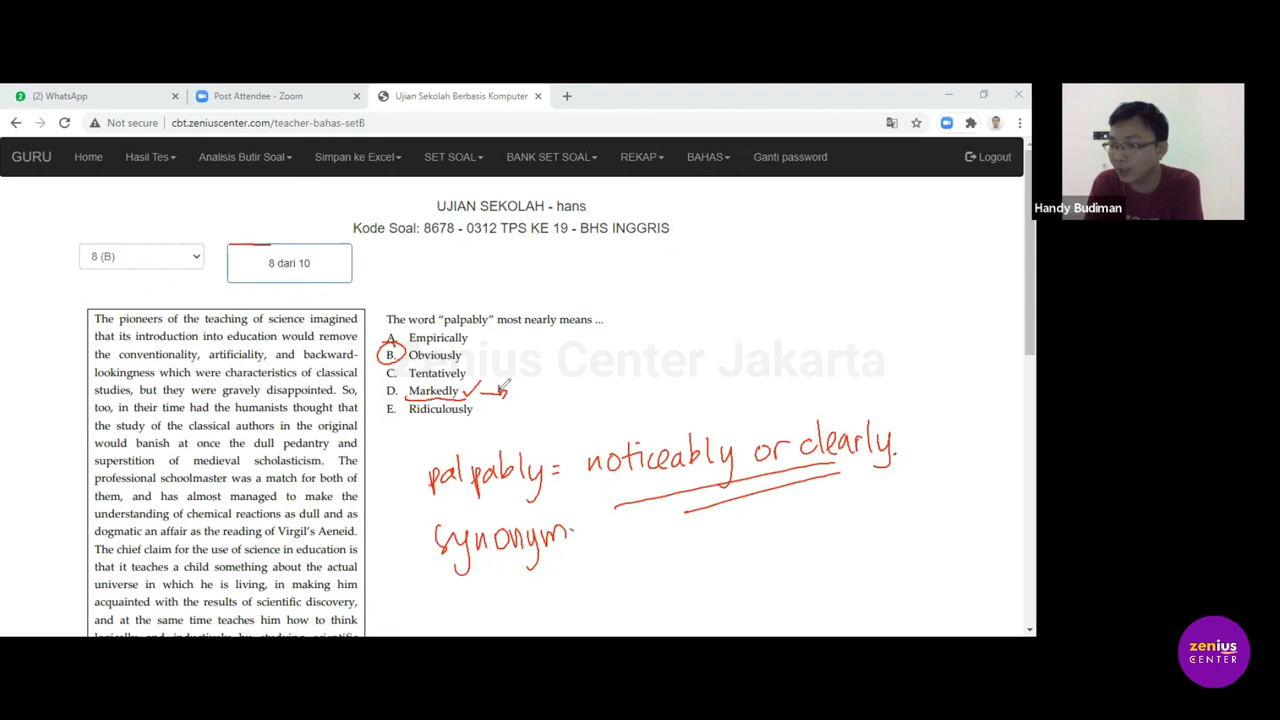 (2) WhatsApp
Post Attendee - Zoom
Ujian Sekolah Berbasis Komputer
Not secure | cbt.zeniuscenter.com/teacher-bahas-setB
GURU Home Hasil Tes Analisis Butir Soal Simpan ke Excel SET SOAL BANK SET SOAL REKAP BAHAS Ganti password Logout
Handy Budiman
UJIAN SEKOLAH - hans
Kode Soal: 8678 - 0312 TPS KE 19 - BHS INGGRIS
8 (B)
8 dari 10
The pioneers of the teaching of science imagined
that its introduction into education would remove
the conventionality, artificiality, and backward-
lookingness which were characteristics of classical
studies, but they were gravely disappointed. So,
too, in their time had the humanists thought that
the study of the classical authors in the original
would banish at once the dull pedantry and
superstition of medieval scholasticism. The
professional schoolmaster was a match for both of
them, and has almost managed to make the
understanding of chemical reactions as dull and as
dogmatic an affair as the reading of Virgil's Aeneid.
The chief claim for the use of science in education is
that it teaches a child something about the actual
universe in which he is living, in making him
acquainted with the results of scientific discovery,
and at the same time teaches him how to think
logically and inductively by studying scientific
The word “palpably” most nearly means ...
A. Empirically
B. Obviously
C. Tentatively
D. Markedly
E. Ridiculously
Zenius Center Jakarta
palpably = noticeably or clearly.
synonym.
zenius
CENTER